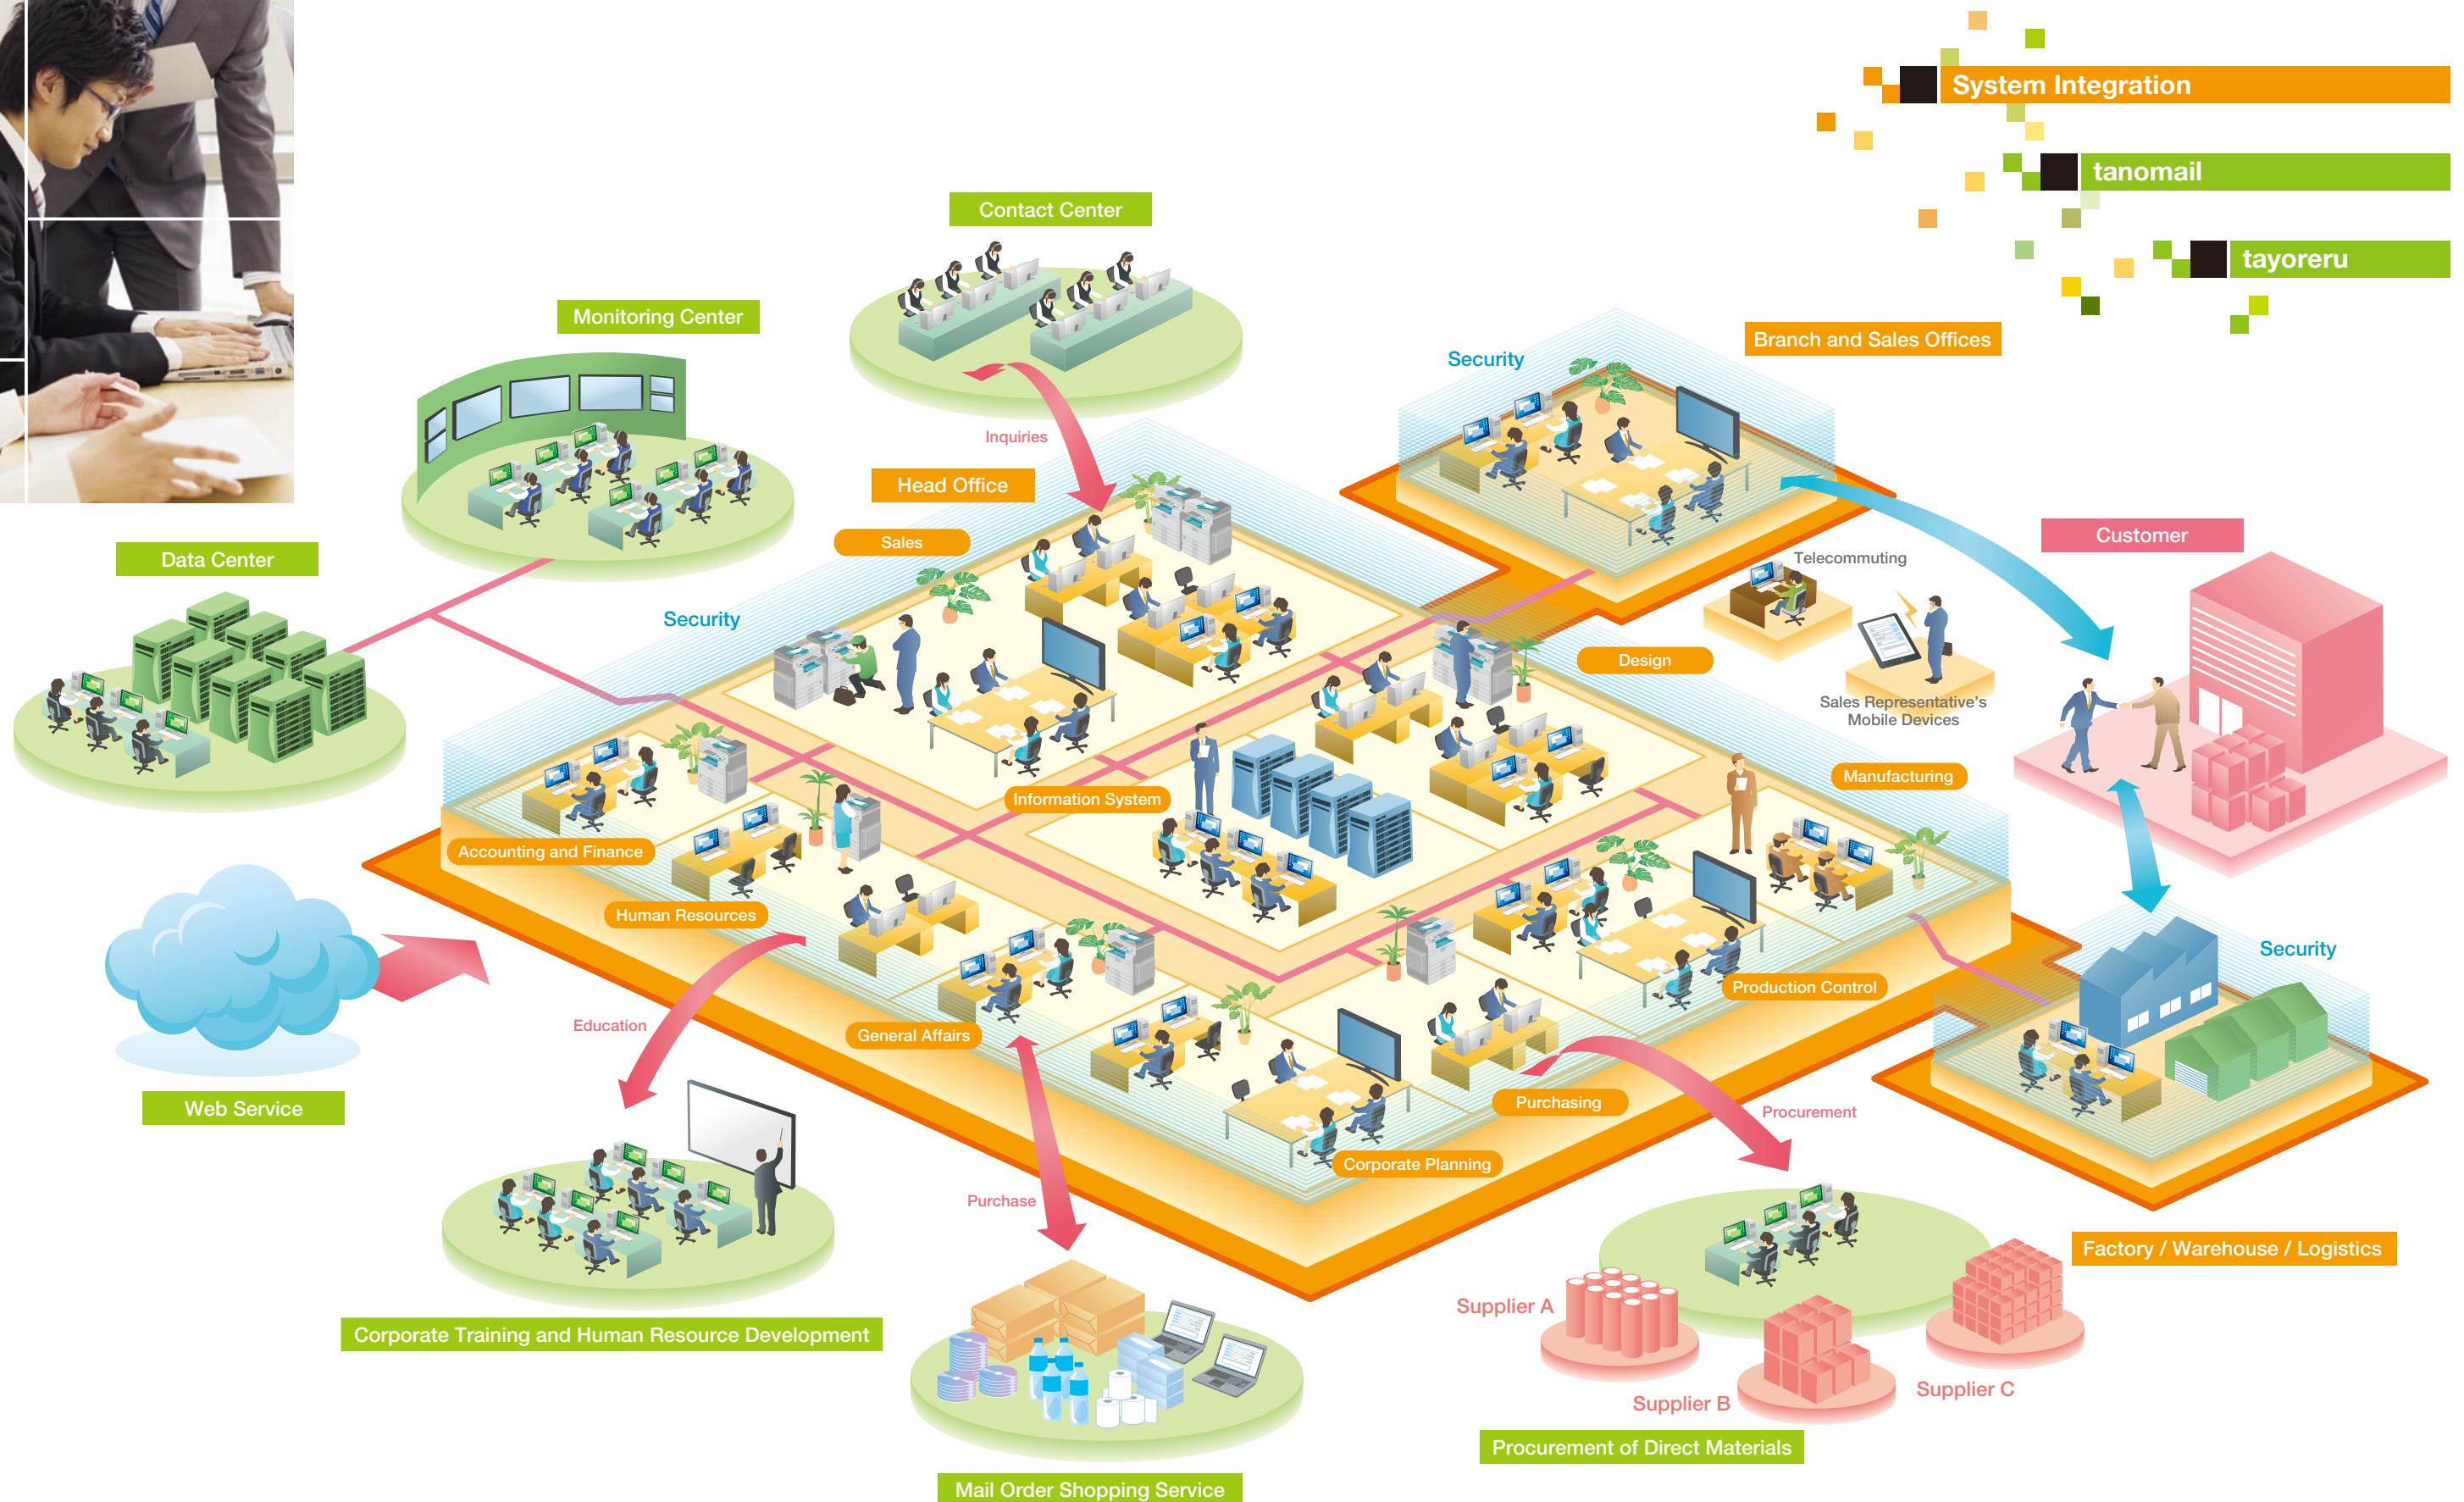 System Integration
tanomail
tayoreru
Contact Center
Monitoring Center
Branch and Sales Offices
Security
Inquiries
Head Office
Sales
Data Center
Customer
Telecommuting
Security
Design
Sales Representative's
Mobile Devices
Manufacturing
Information System
Accounting and Finance
Human Resources
Security
Production Control
Education
General Affairs
Web Service
Purchasing
Procurement
Corporate Planning
Purchase
Factory / Warehouse / Logistics
Supplier A
Corporate Training and Human Resource Development
Supplier C
Supplier B
Procurement of Direct Materials
Mail Order Shopping Service